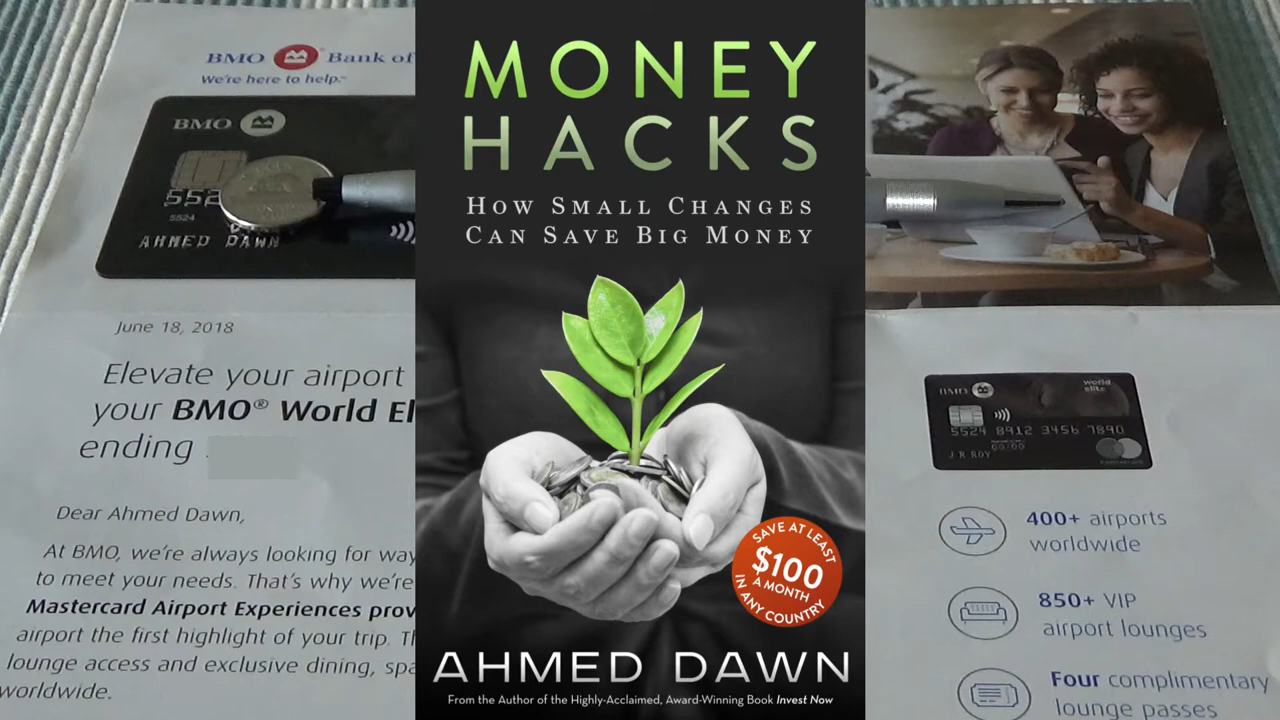 BMO Bank of
We're here to help.™
BMO
552
5524
AHMED DAWN
June 18, 2018
Elevate your airport
your BMO® World El
ending
Dear Ahmed Dawn,
At BMO, we're always looking for way
to meet your needs. That's why we're
Mastercard Airport Experiences prov
airport the first highlight of your trip. Th
lounge access and exclusive dining, spa
worldwide.
MONEY
HACKS
How Small Changes
Can Save Big Money
SAVE AT LEAST
$100
A MONTH
IN ANY COUNTRY
AHMED DAWN
From the Author of the Highly-Acclaimed, Award-Winning Book Invest Now
BMO
world
elite
5524 8912 3456 7890
00/00
J R ROY
400+ airports
worldwide
850+ VIP
airport lounges
Four complimentary
lounge passes